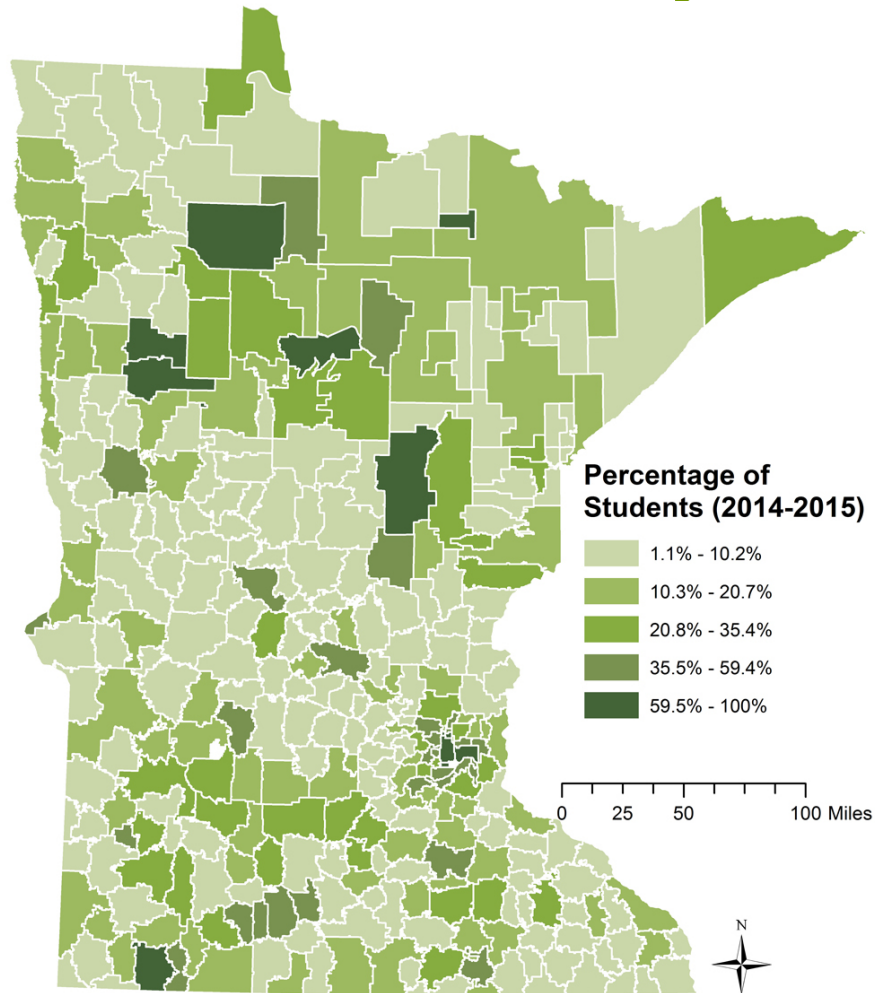 Percentage of
Students (2014-2015)
1.1% - 10.2%
10.3% - 20.7%
20.8% - 35.4%
35.5% - 59.4%
59.5% - 100%
0 25 50 100 Miles
N